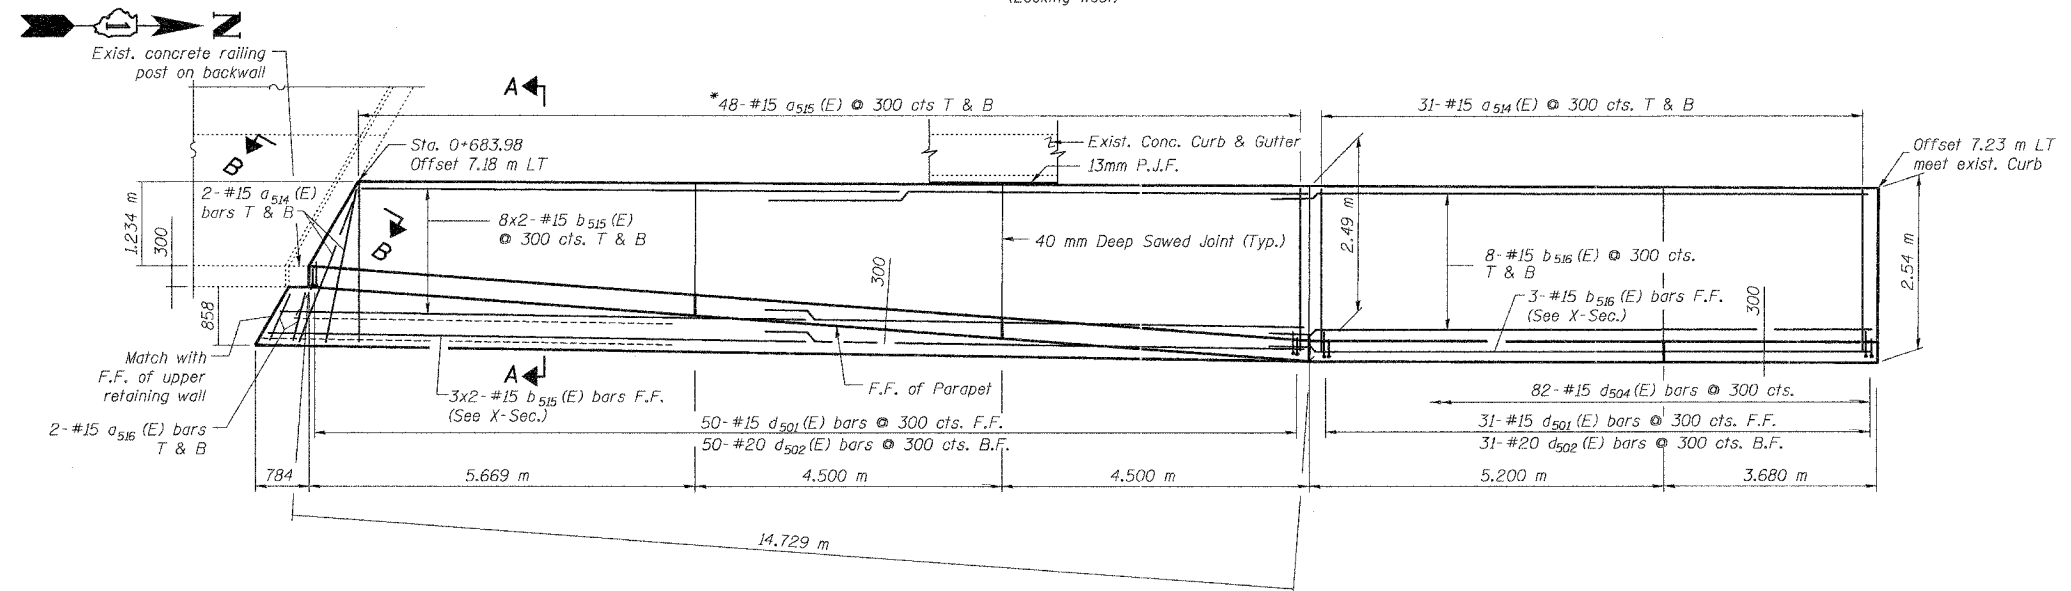 (Looking West)
N
Exist. concrete railing
post on backwall
A
*48-#15 a515(E) @ 300 cts T & B
31-#15 a514(E) @ 300 cts. T & B
B
Sta. 0+683.98
Offset 7.18 m LT
Exist. Conc. Curb & Gutter
13mm P.J.F.
Offset 7.23 m LT
meet exist. Curb
2-#15 a514(E)
bars T & B
1.234 m
300
B
8x2-#15 b515(E)
@ 300 cts. T & B
40 mm Deep Sawed Joint (Typ.)
2.49 m
8-#15 b516(E) @ 300 cts.
T & B
2.54 m
300
3-#15 b516(E) bars F.F.
(See X-Sec.)
300
858
Match with
F.F. of upper
retaining wall
A
3x2-#15 b515(E) bars F.F.
(See X-Sec.)
F.F. of Parapet
82-#15 d504(E) bars @ 300 cts.
2-#15 a516(E) bars
T & B
50-#15 d501(E) bars @ 300 cts. F.F.
50-#20 d502(E) bars @ 300 cts. B.F.
31-#15 d501(E) bars @ 300 cts. F.F.
31-#20 d502(E) bars @ 300 cts. B.F.
784
5.669 m
4.500 m
4.500 m
5.200 m
3.680 m
14.729 m